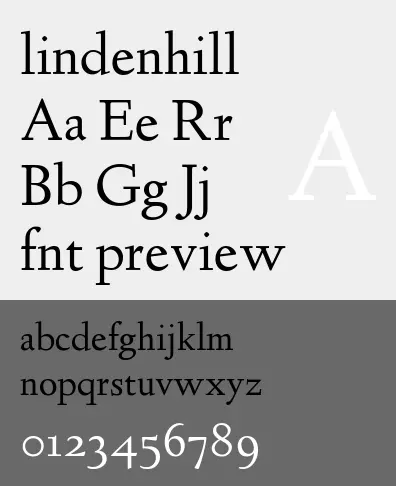 lindenhill
Aa Ee Rr
A
Bb Gg Jj
fnt preview
abcdefghijklm
nopqrstuvwxyz
0123456789